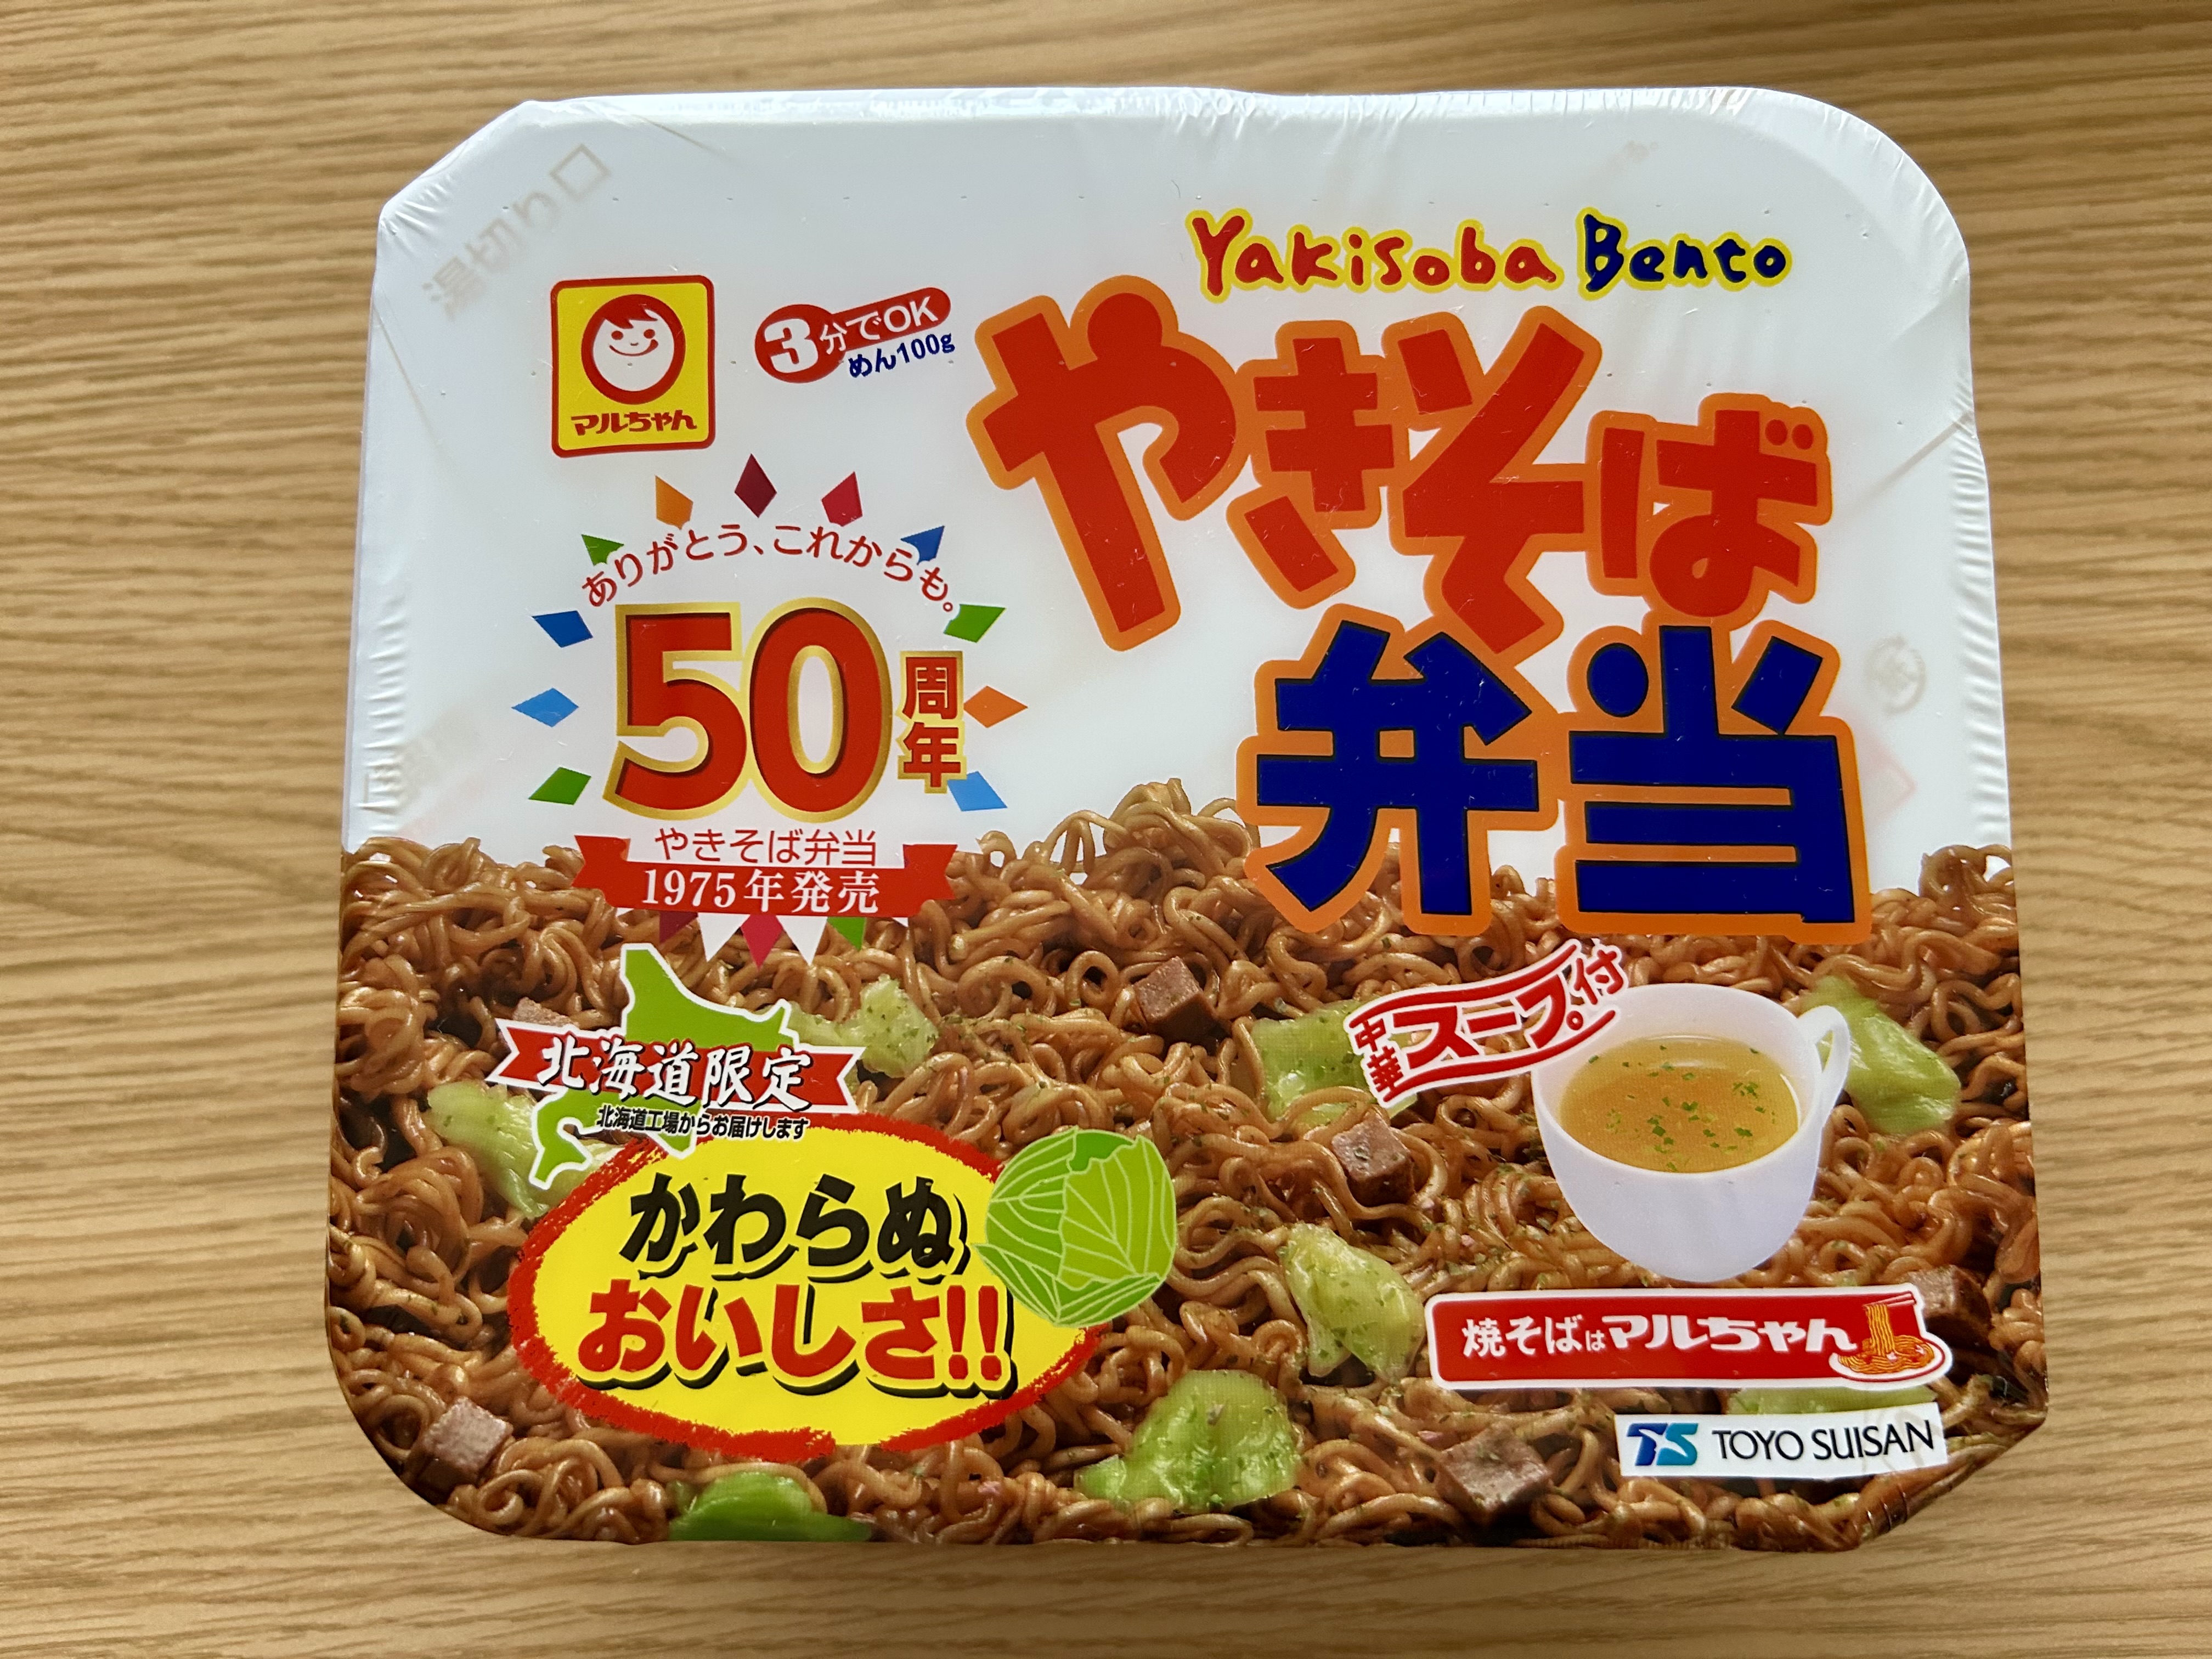 湯切り口
Yakisoba Bento
マルちゃん
3分でOK
めん100g
やきそば
弁当
ありがとう、これからも。
50周年
やきそば弁当
1975年発売
北海道限定
北海道工場からお届けします
かわらぬ
おいしさ!!
中華スープ付
焼そばはマルちゃん
TS TOYO SUISAN